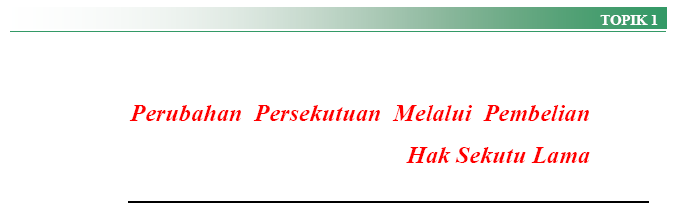 TOPIK 1
Perubahan Persekutuan Melalui Pembelian
Hak Sekutu Lama